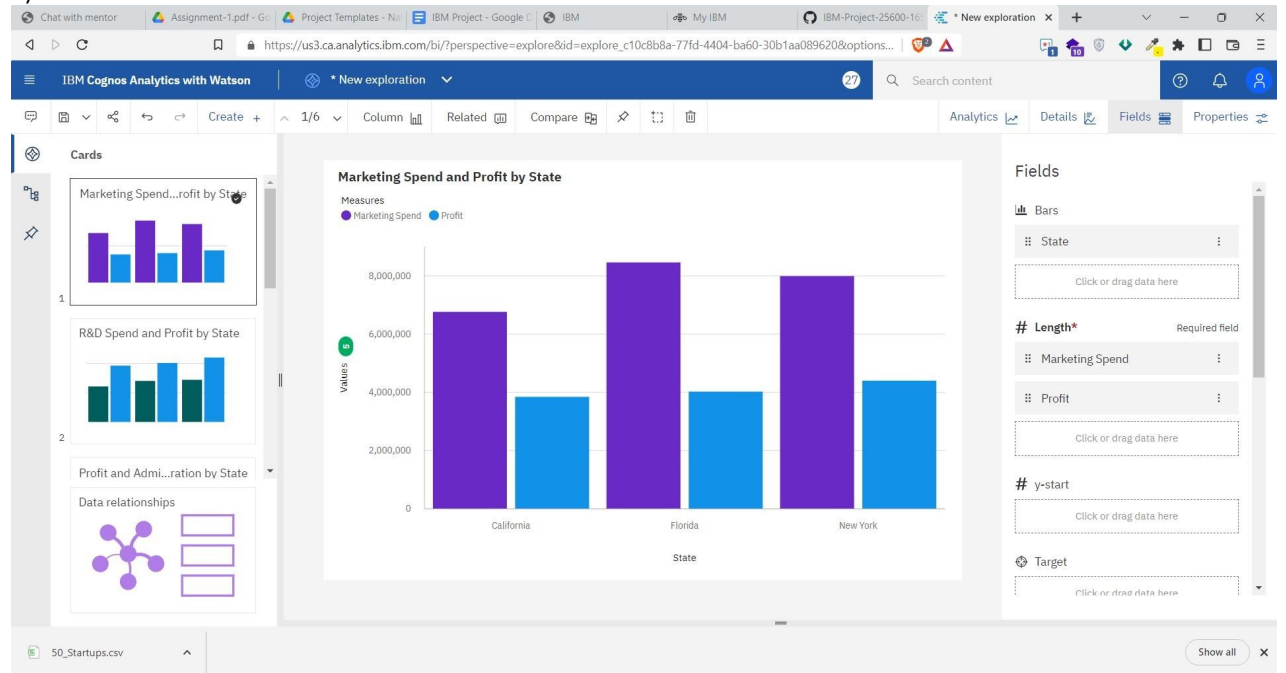 Chat with mentor
Assignment-1.pdf - Go
Project Templates - Na
IBM Project - Google D
IBM
My IBM
IBM-Project-25600-16
* New exploration
https://us3.ca.analytics.ibm.com/bi/?perspective=explore&id=explore_c10c8b8a-77fd-4404-ba60-30b1aa089620&options...
1
10
IBM Cognos Analytics with Watson
* New exploration
27
Search content
Create +
1/6
Column
Related
Compare
Analytics
Details
Fields
Properties
Cards
Marketing Spend...rofit by State
1
R&D Spend and Profit by State
2
Profit and Admi...ration by State
Data relationships
Marketing Spend and Profit by State
Measures
Marketing Spend
Profit
8,000,000
6,000,000
4,000,000
2,000,000
0
Values
California
Florida
New York
State
Fields
Bars
State
Click or drag data here
# Length*
Required field
Marketing Spend
Profit
Click or drag data here
# y-start
Click or drag data here
Target
Click or drag data here
50_Startups.csv
Show all